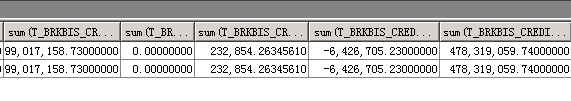 sum(T_BRKBIS_CR... sum(T_BR... sum(T_BRKBIS_CR... sum(T_BRKBIS_CRED... sum(T_BRKBIS_CREDI...
99,017,158.73000000 0.00000000 232,854.26345610 -6,426,705.23000000 478,319,059.74000000
99,017,158.73000000 0.00000000 232,854.26345610 -6,426,705.23000000 478,319,059.74000000